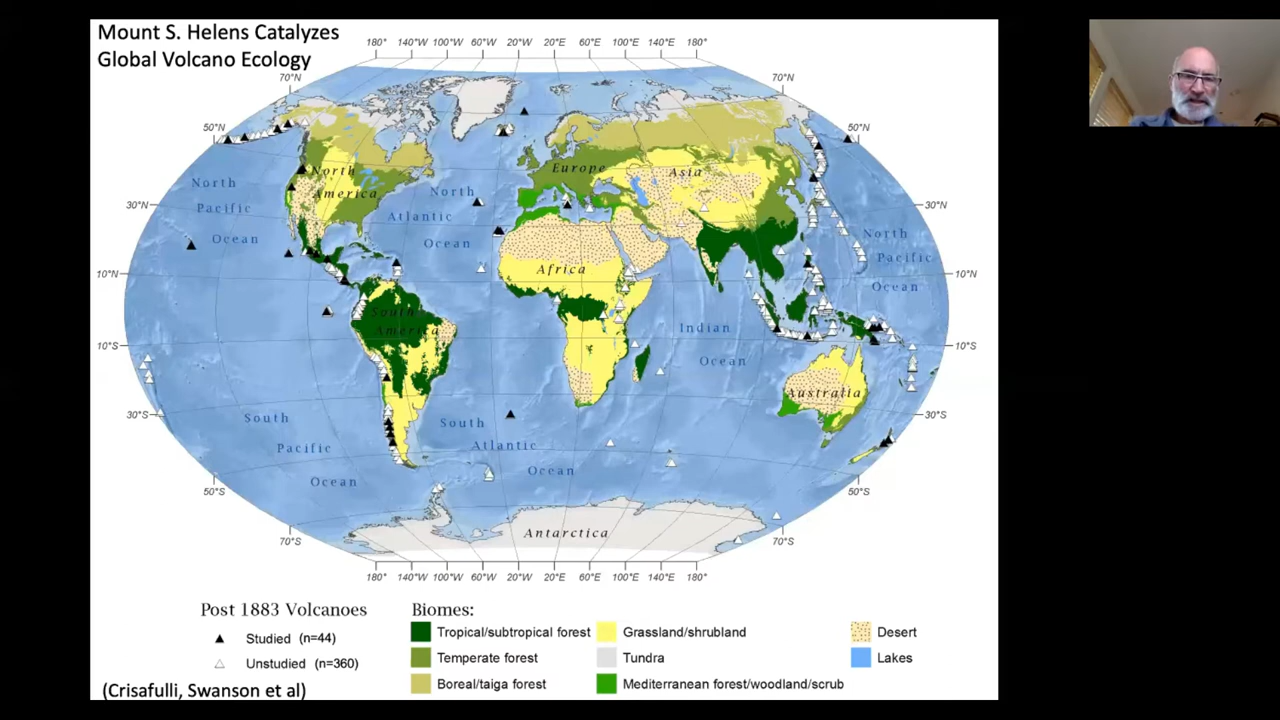 Mount S. Helens Catalyzes
Global Volcano Ecology
180° 140°W 100°W 60°W 20°W 20°E 60°E 100°E 140°E 180°
70°N 70°N
50°N 50°N
North
America
Europe
Asia
North
Pacific
Ocean
North
Atlantic
Ocean
30°N 30°N
North
Pacific
Ocean
Africa
10°N 10°N
South
America
Indian
Ocean
10°S 10°S
Australia
South
Pacific
Ocean
South
Atlantic
Ocean
30°S 30°S
50°S 50°S
Antarctica
70°S 70°S
180° 140°W 100°W 60°W 20°W 20°E 60°E 100°E 140°E 180°
Post 1883 Volcanoes
Studied (n=44)
Unstudied (n=360)
Biomes:
Tropical/subtropical forest
Temperate forest
Boreal/taiga forest
Grassland/shrubland
Tundra
Mediterranean forest/woodland/scrub
Desert
Lakes
(Crisafulli, Swanson et al)